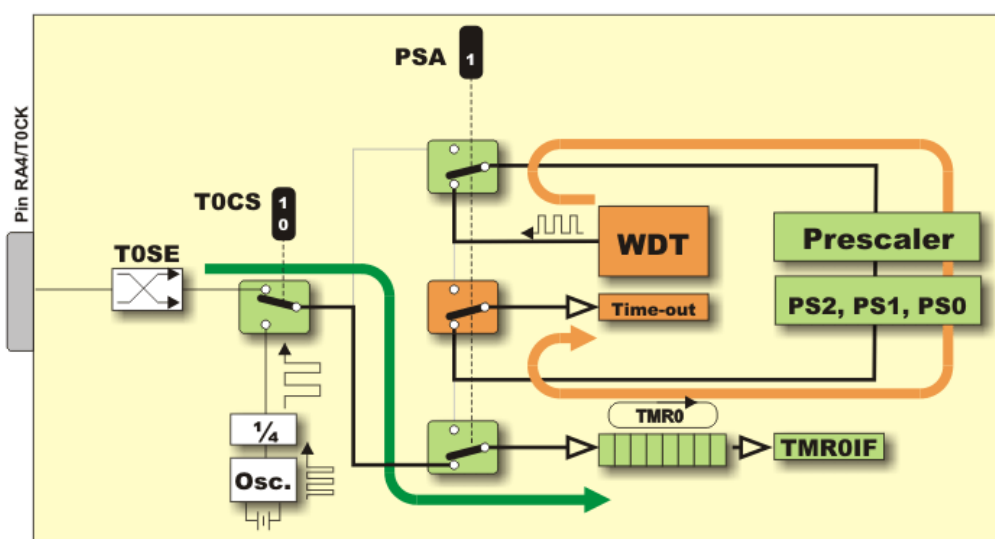 Pin RA4/T0CK
PSA
1
T0CS
1
0
T0SE
WDT
Prescaler
Time-out
PS2, PS1, PS0
TMR0
¼
TMR0IF
Osc.